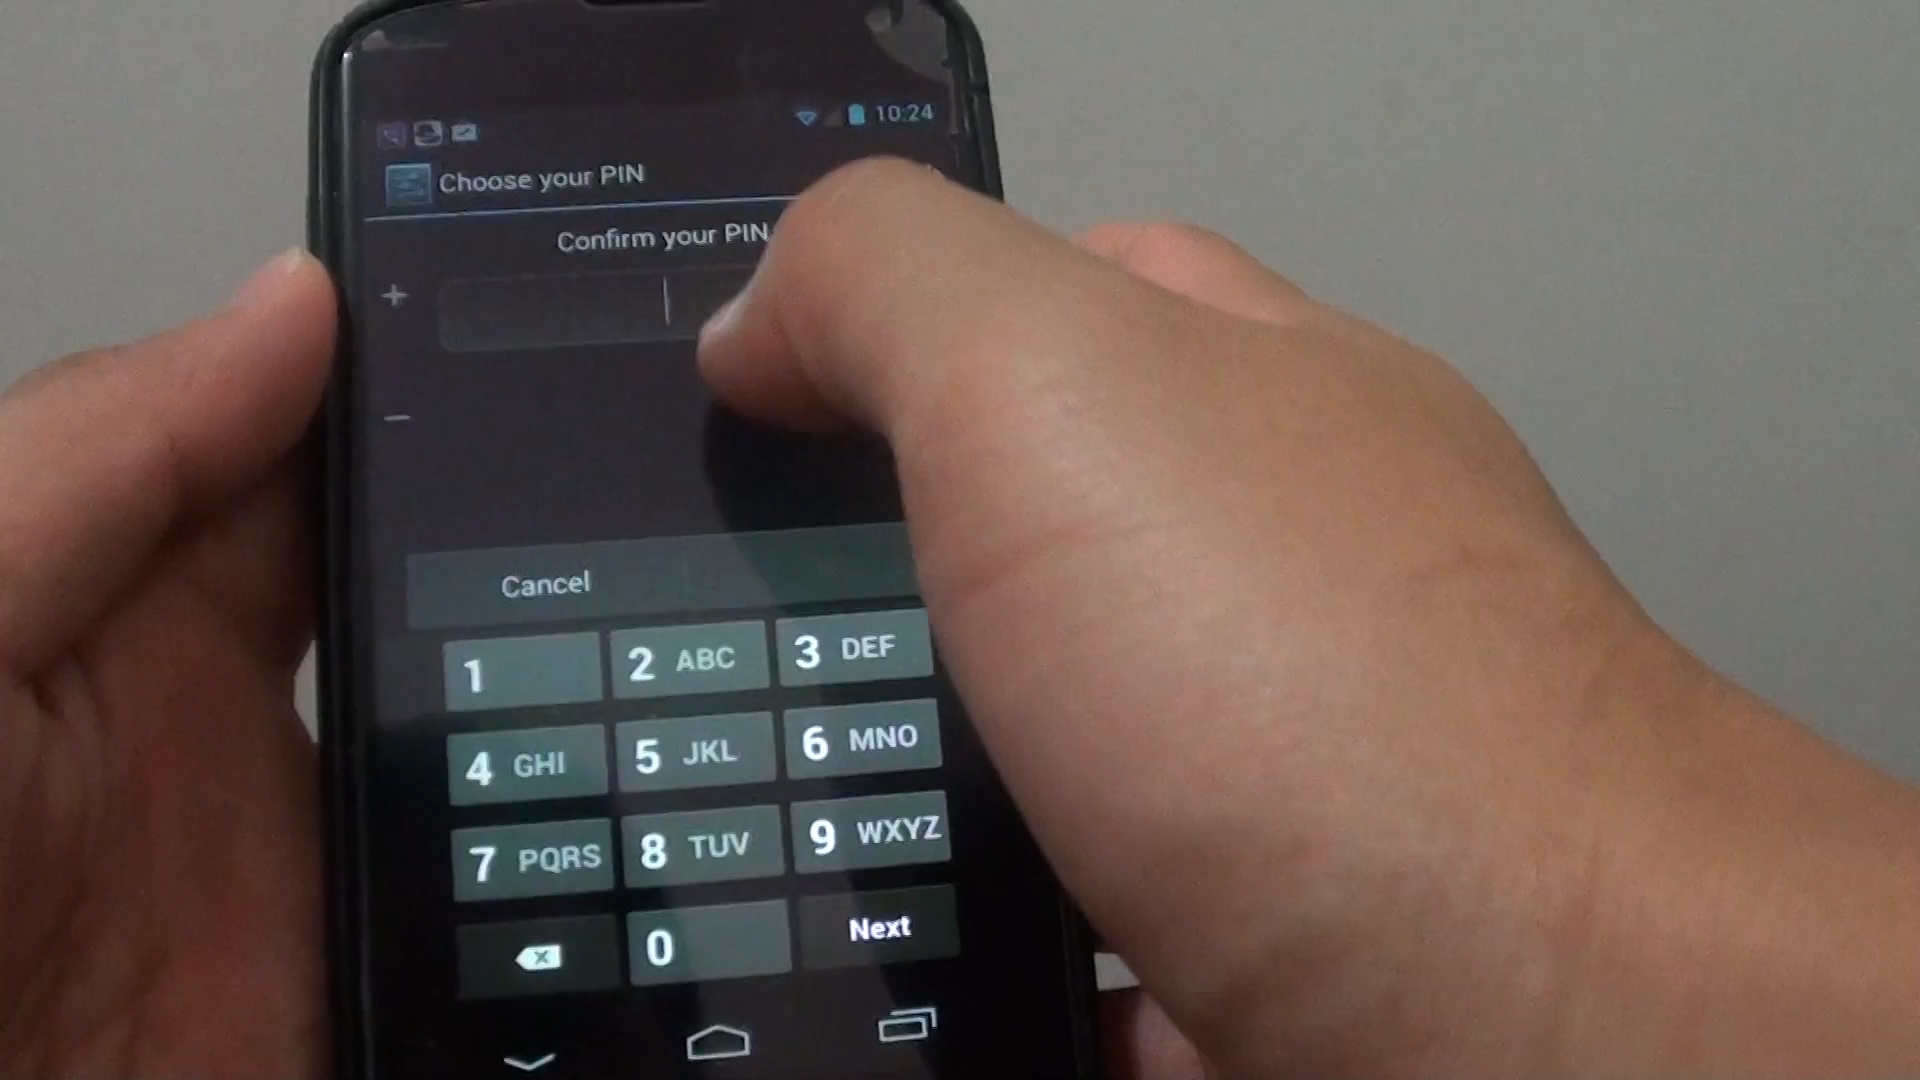 10:24
Choose your PIN
Confirm your PIN
+
−
Cancel
1
2 ABC
3 DEF
4 GHI
5 JKL
6 MNO
7 PQRS
8 TUV
9 WXYZ
0
Next